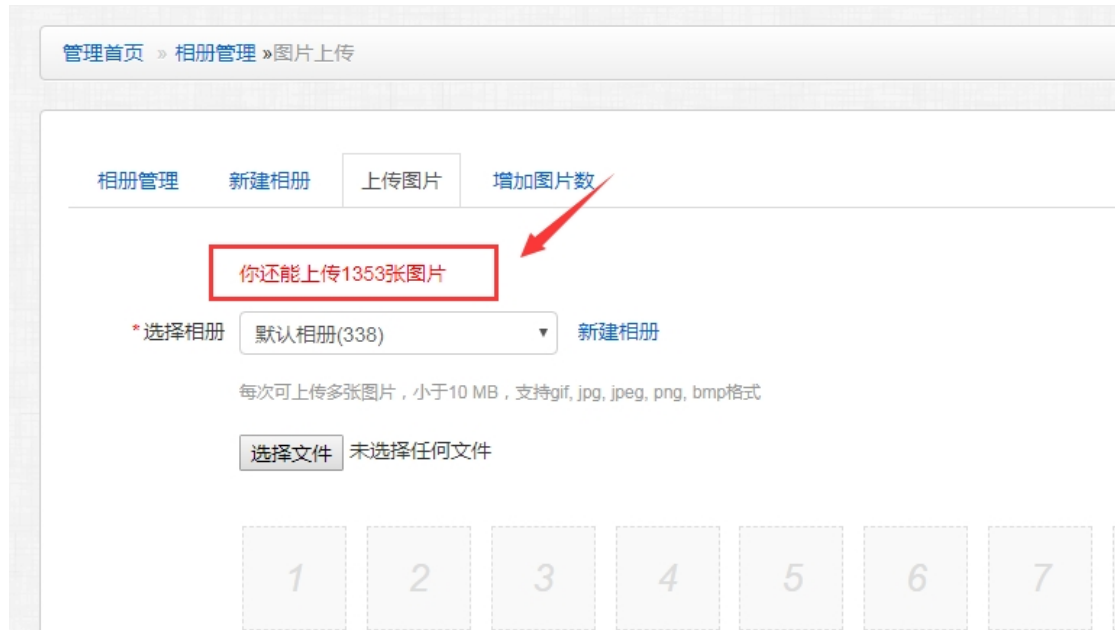 管理首页 » 相册管理 »图片上传
相册管理 新建相册 上传图片 增加图片数
你还能上传1353张图片
*选择相册 默认相册(338) ▼ 新建相册
每次可上传多张图片，小于10 MB，支持gif, jpg, jpeg, png, bmp格式
选择文件 未选择任何文件
1 2 3 4 5 6 7